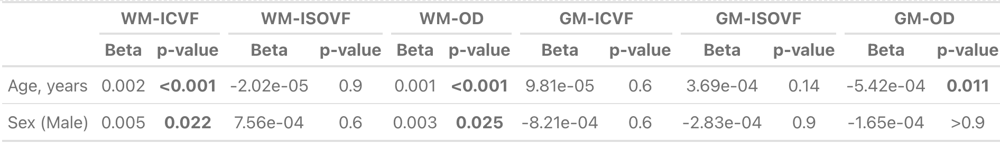 WM-ICVF WM-ISOVF WM-OD GM-ICVF GM-ISOVF GM-OD
Beta p-value Beta p-value Beta p-value Beta p-value Beta p-value Beta p-value
Age, years 0.002 <0.001 -2.02e-05 0.9 0.001 <0.001 9.81e-05 0.6 3.69e-04 0.14 -5.42e-04 0.011
Sex (Male) 0.005 0.022 7.56e-04 0.6 0.003 0.025 -8.21e-04 0.6 -2.83e-04 0.9 -1.65e-04 >0.9